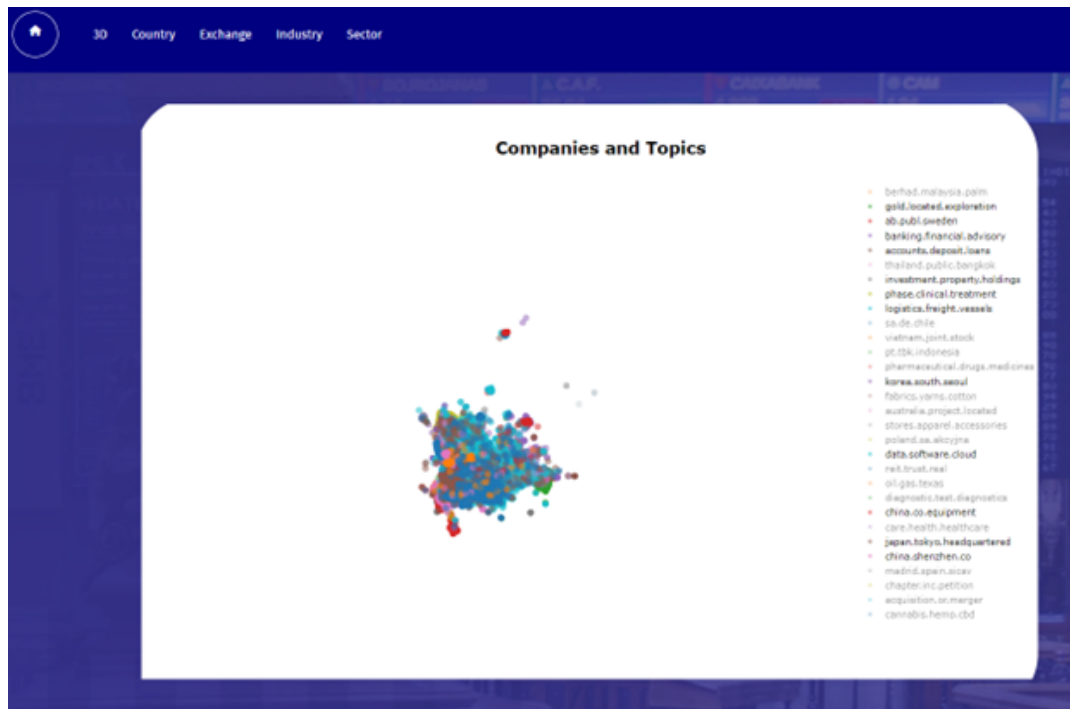 3D Country Exchange Industry Sector
C.A.F. CAIXABANK CAM
Companies and Topics
berhad.malaysia.palm
gold.located.exploration
ab.publ.sweden
banking.financial.advisory
accounts.deposit.loans
thailand.public.bangkok
investment.property.holdings
phase.clinical.treatment
logistics.freight.vessels
sa.de.chile
vietnam.joint.stock
pt.tbk.indonesia
pharmaceutical.drugs.medicines
korea.south.seoul
fabrics.yarns.cotton
australia.project.located
stores.apparel.accessories
poland.sa.akcyjna
data.software.cloud
reit.trust.real
oil.gas.texas
diagnostic.test.diagnostics
china.co.equipment
care.health.healthcare
japan.tokyo.headquartered
china.shenzhen.co
madrid.spain.sicav
chapter.inc.petition
acquisition.or.merger
cannabis.hemp.cbd